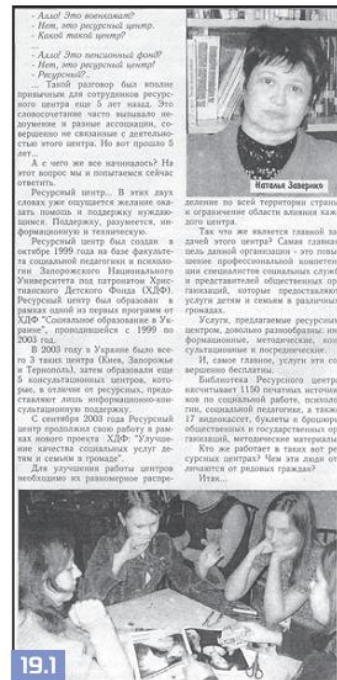 - Алло! Это военкомат?
- Нет, это ресурсный центр.
- Какой такой центр?
...
- Алло! Это пенсионный фонд?
- Нет, это ресурсный центр!
- Ресурсный?..
... Такой разговор был вполне
привычным для сотрудников ресурс-
ного центра еще 5 лет назад. Это
словосочетание часто вызывало не-
доумение и разные ассоциации, со-
вершенно не связанные с деятельно-
стью этого центра. Но вот прошло 5
лет...
А с чего же все начиналось? На
этот вопрос мы и попытаемся сейчас
ответить.
Ресурсный центр... В этих двух
словах уже ощущается желание ока-
зать помощь и поддержку нуждаю-
щимся. Поддержку, разумеется, ин-
формационную и техническую.
Ресурсный центр был создан в
октябре 1999 года на базе факульте-
та социальной педагогики и психоло-
гии Запорожского Национального
Университета под патронатом Хрис-
тианского Детского Фонда (ХДФ).
Ресурсный центр был образован в
рамках одной из первых программ от
ХДФ "Социальное образование в Ук-
раине", проводившейся с 1999 по
2003 год.
В 2003 году в Украине было все-
го 3 таких центра (Киев, Запорожье
и Тернополь), затем образовали еще
5 консультационных центров, кото-
рые, в отличие от ресурсных, предо-
ставляют лишь информационно-кон-
сультационную поддержку.
С сентября 2003 года Ресурсный
центр продолжил свою работу в рам-
ках нового проекта ХДФ: "Улучше-
ние качества социальных услуг де-
тям и семьям в громаде".
Для улучшения работы центров
необходимо их равномерное распре-
Наталья Заверико
деление по всей территории страны
и ограничение области влияния каж-
дого центра.
Так что же является главной за-
дачей этого центра? Самая главная
цель данной организации - это повы-
шение профессиональной компетен-
ции специалистов социальных служб
и представителей общественных ор-
ганизаций, которые предоставляют
услуги детям и семьям в различных
громадах.
Услуги, предлагаемые ресурсным
центром, довольно разнообразны: ин-
формационные, методические, кон-
сультационные и посреднические.
И, самое главное, услуги эти со-
вершенно бесплатны.
Библиотека Ресурсного центра
насчитывает 1150 печатных источни-
ков по социальной работе, психоло-
гии, социальной педагогике, а также
17 видеокассет, буклеты и брошюры
общественных и государственных ор-
ганизаций, методические материалы.
Кто же работает в таких вот ре-
сурсных центрах? Чем эти люди от-
личаются от рядовых граждан?
Итак...
19.1